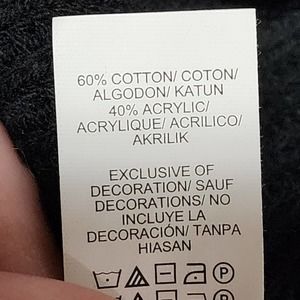 60% COTTON/ COTON/
ALGODON/ KATUN
40% ACRYLIC/
ACRYLIQUE/ ACRILICO/
AKRILIK
EXCLUSIVE OF
DECORATION/ SAUF
DECORATIONS/ NO
INCLUYE LA
DECORACIÓN/ TANPA
HIASAN